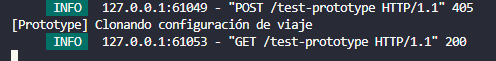 INFO 127.0.0.1:61049 - "POST /test-prototype HTTP/1.1" 405
[Prototype] Clonando configuración de viaje
INFO 127.0.0.1:61053 - "GET /test-prototype HTTP/1.1" 200